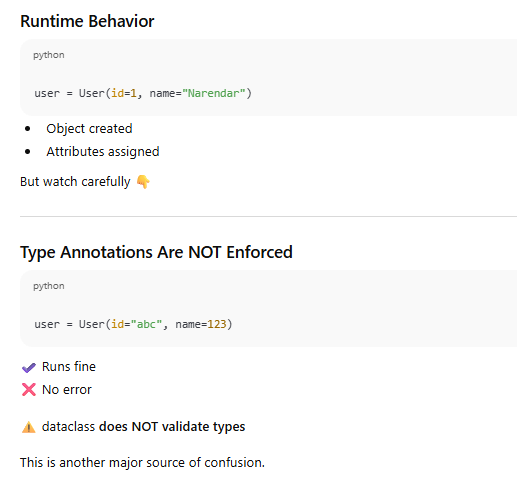 Runtime Behavior
python
user = User(id=1, name="Narendar")
• Object created
• Attributes assigned
But watch carefully 👇
Type Annotations Are NOT Enforced
python
user = User(id="abc", name=123)
✔ Runs fine
❌ No error
⚠️ dataclass does NOT validate types
This is another major source of confusion.